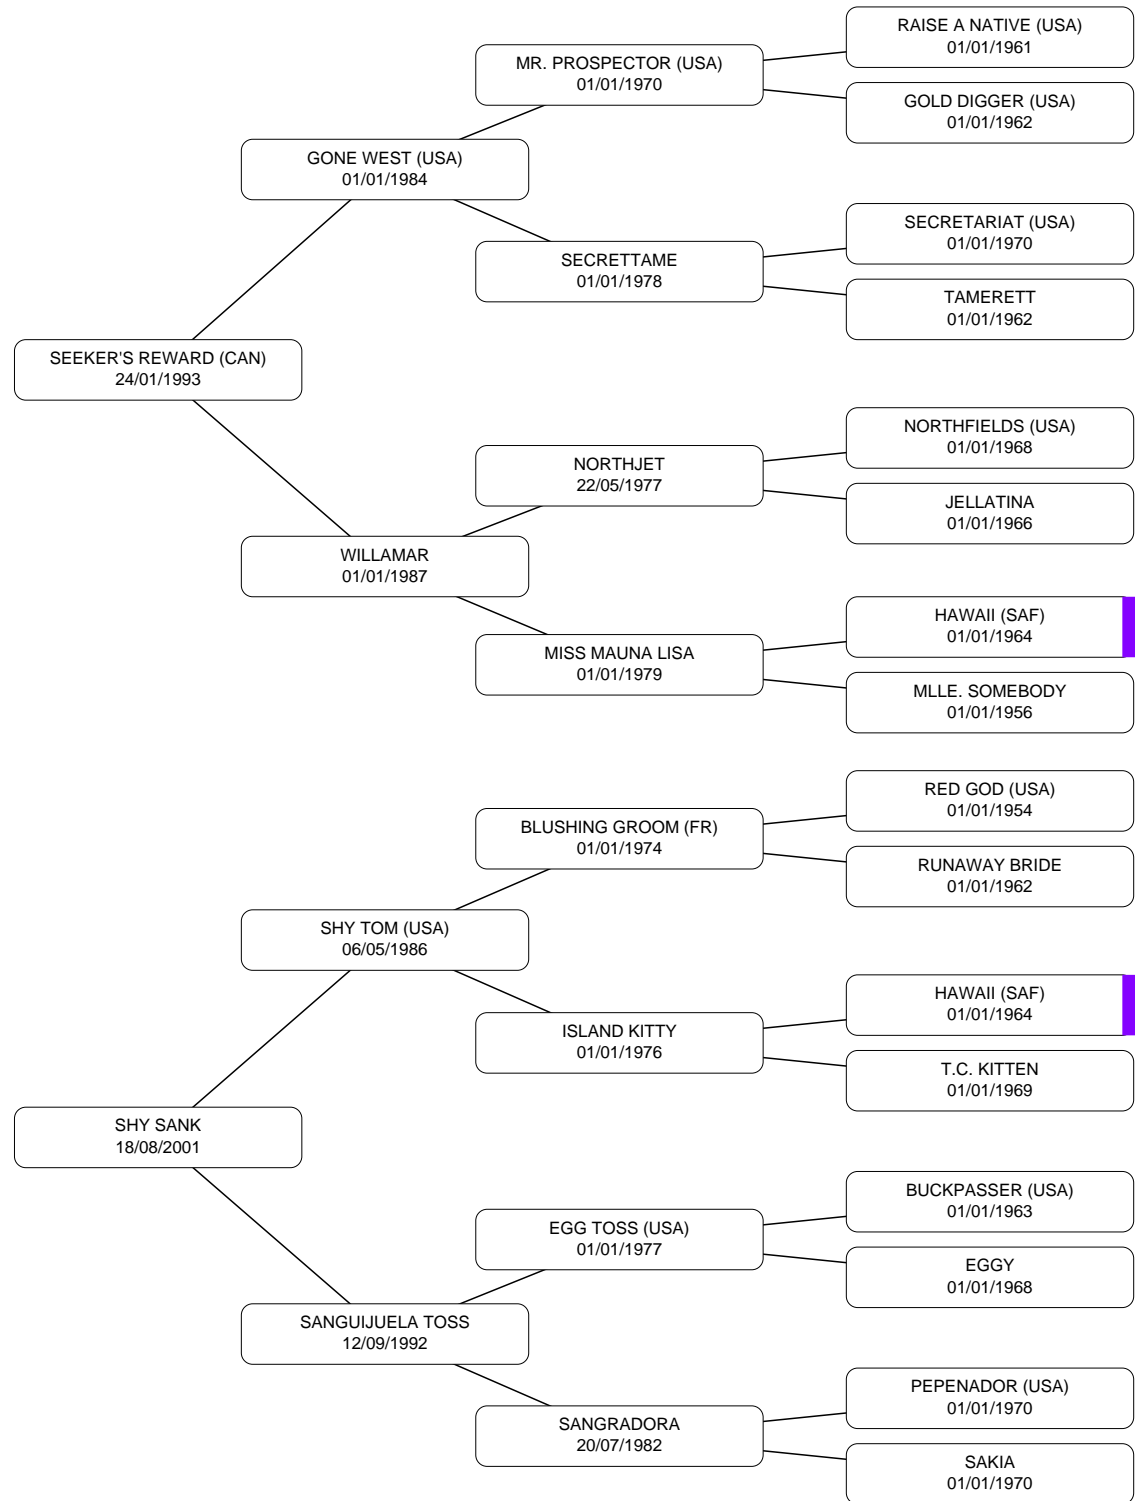 RAISE A NATIVE (USA)
01/01/1961
MR. PROSPECTOR (USA)
01/01/1970
GOLD DIGGER (USA)
01/01/1962
GONE WEST (USA)
01/01/1984
SECRETARIAT (USA)
01/01/1970
SECRETTAME
01/01/1978
TAMERETT
01/01/1962
SEEKER'S REWARD (CAN)
24/01/1993
NORTHFIELDS (USA)
01/01/1968
NORTHJET
22/05/1977
JELLATINA
01/01/1966
WILLAMAR
01/01/1987
HAWAII (SAF)
01/01/1964
MISS MAUNA LISA
01/01/1979
MLLE. SOMEBODY
01/01/1956
RED GOD (USA)
01/01/1954
BLUSHING GROOM (FR)
01/01/1974
RUNAWAY BRIDE
01/01/1962
SHY TOM (USA)
06/05/1986
HAWAII (SAF)
01/01/1964
ISLAND KITTY
01/01/1976
T.C. KITTEN
01/01/1969
SHY SANK
18/08/2001
BUCKPASSER (USA)
01/01/1963
EGG TOSS (USA)
01/01/1977
EGGY
01/01/1968
SANGUIJUELA TOSS
12/09/1992
PEPENADOR (USA)
01/01/1970
SANGRADORA
20/07/1982
SAKIA
01/01/1970